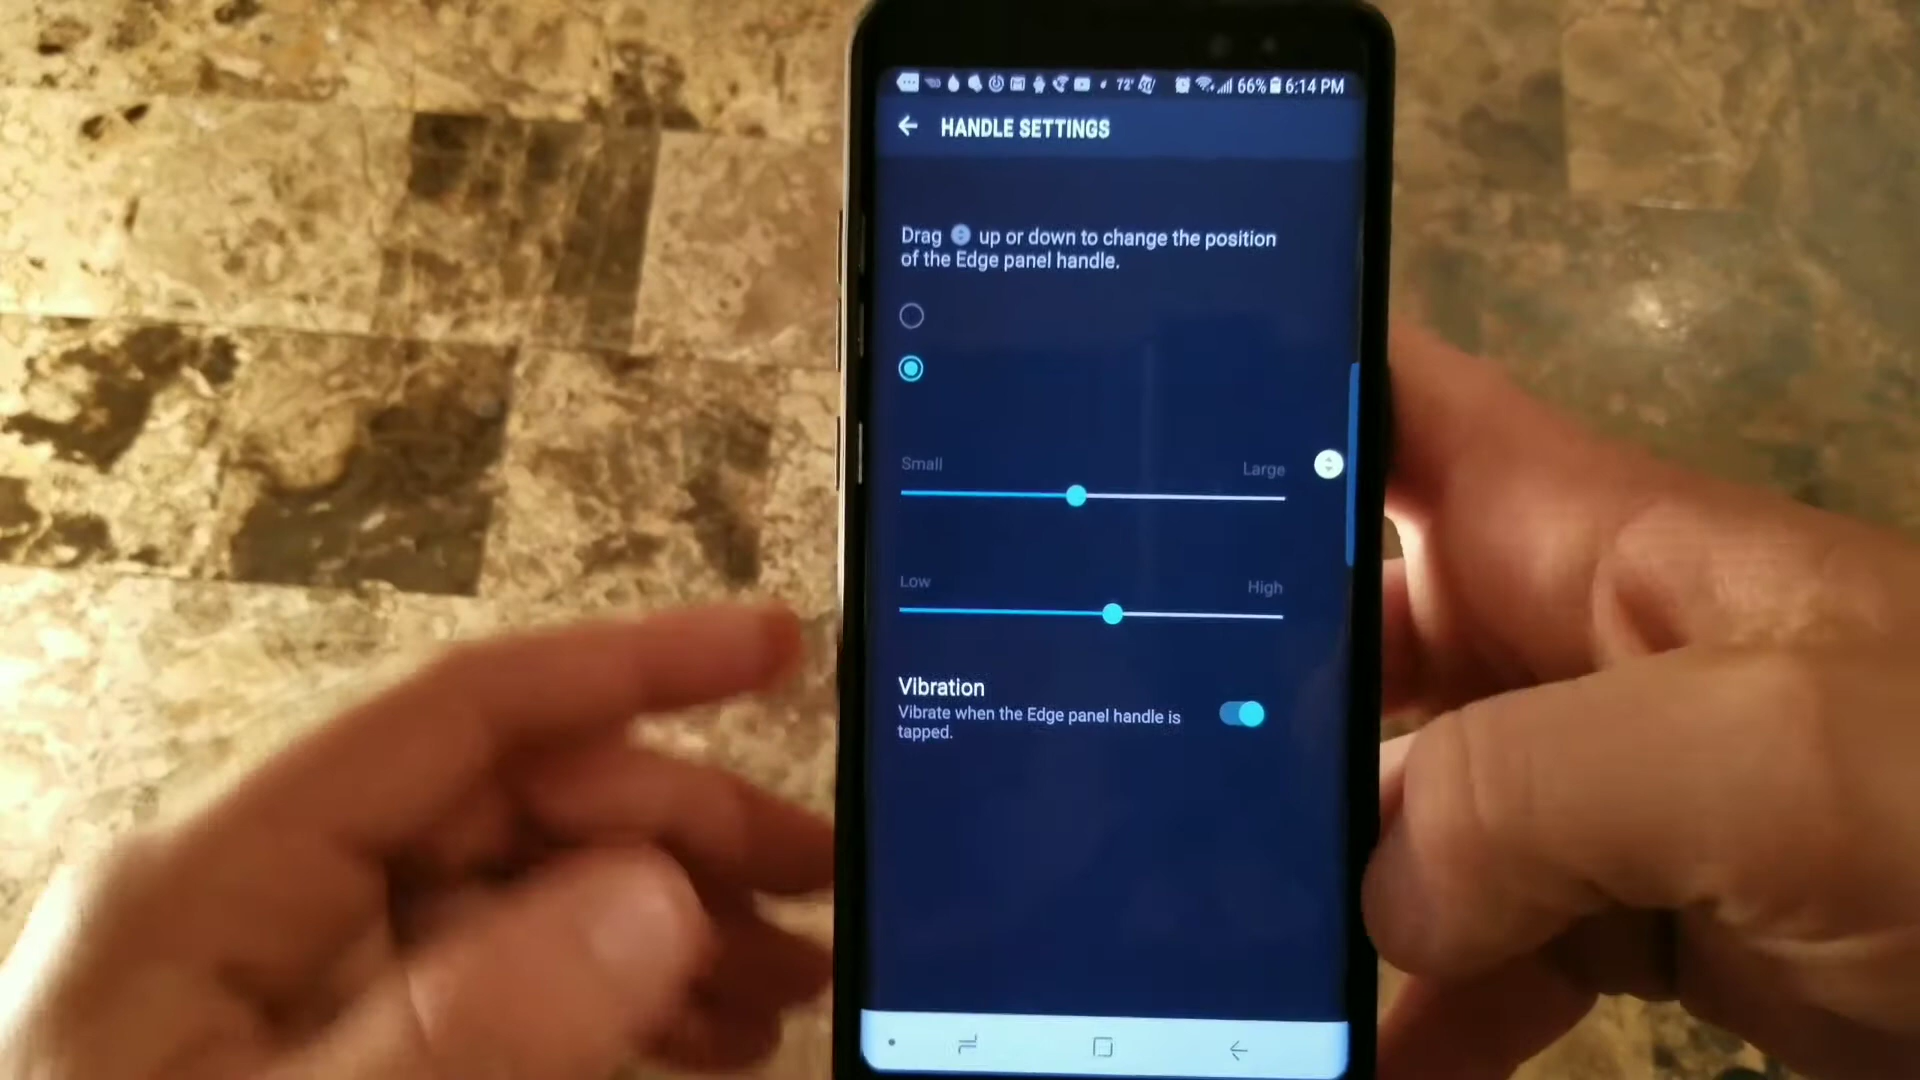 72° 66% 6:14 PM
HANDLE SETTINGS
Drag up or down to change the position
of the Edge panel handle.
Small Large
Low High
Vibration
Vibrate when the Edge panel handle is
tapped.